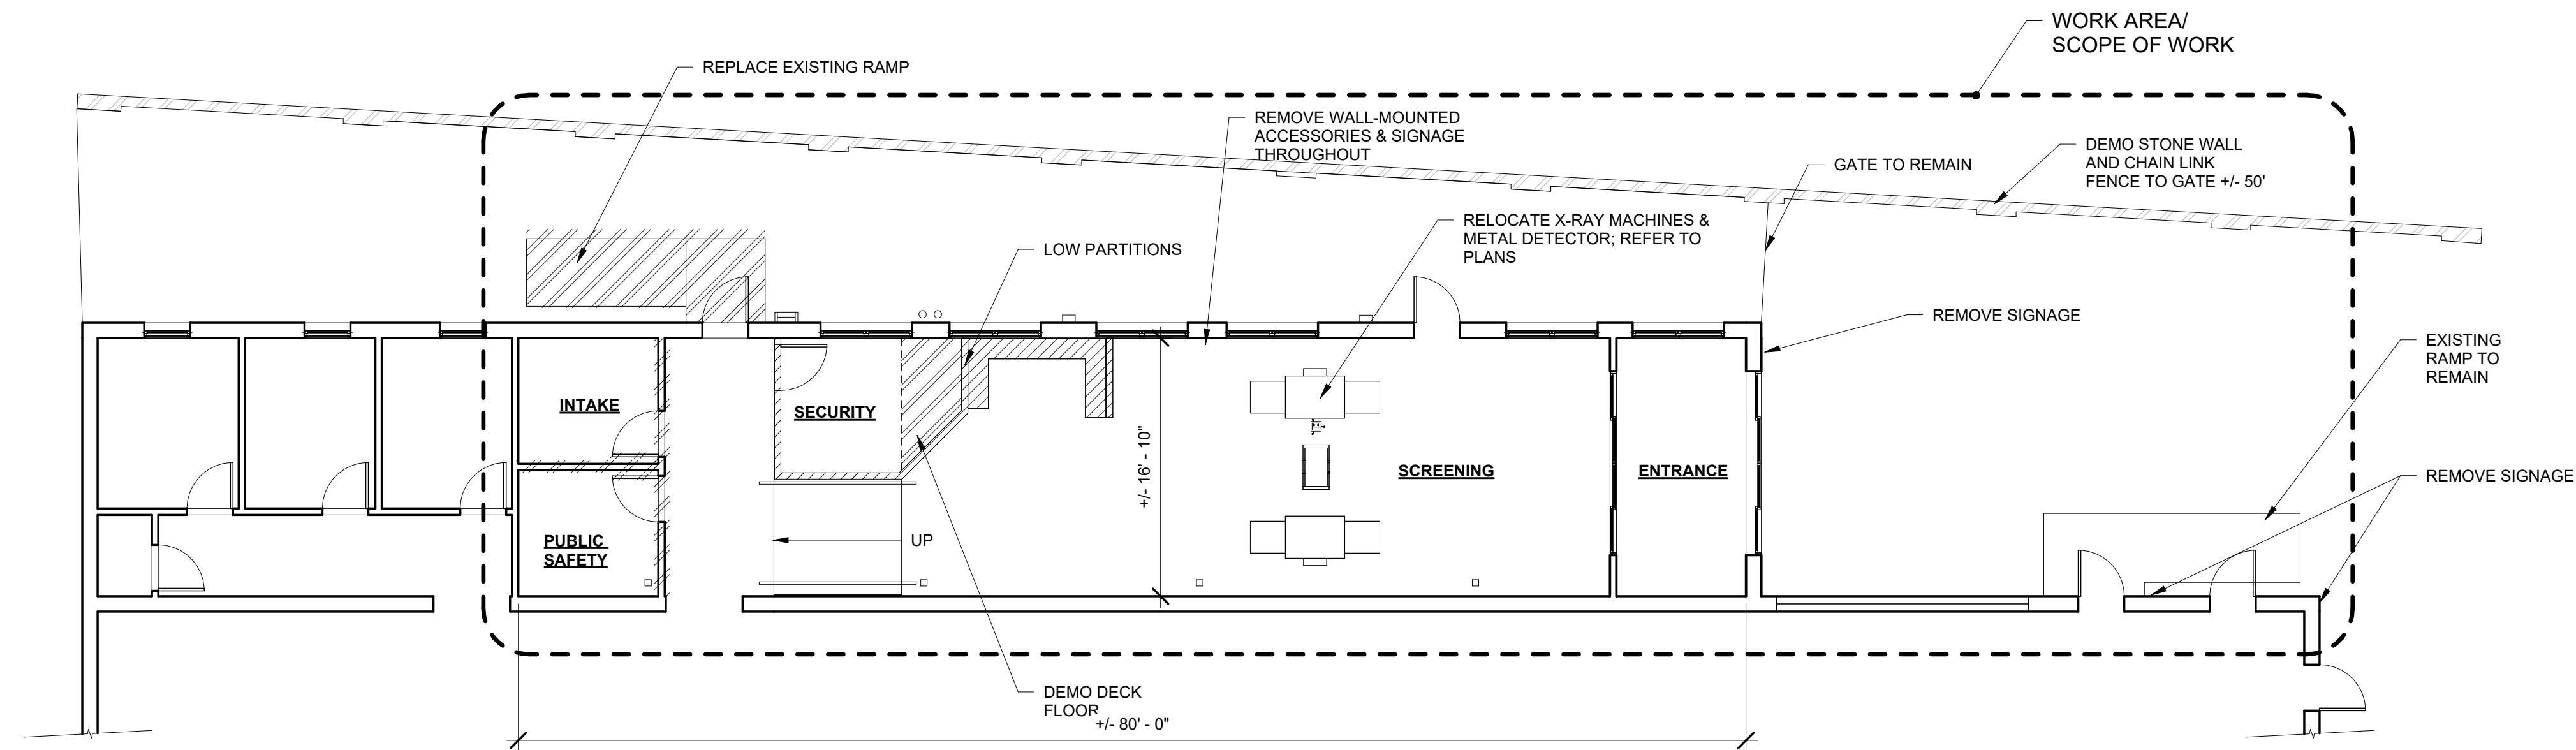 WORK AREA/
SCOPE OF WORK
REPLACE EXISTING RAMP
REMOVE WALL-MOUNTED
ACCESSORIES & SIGNAGE
THROUGHOUT
GATE TO REMAIN
DEMO STONE WALL
AND CHAIN LINK
FENCE TO GATE +/- 50'
LOW PARTITIONS
RELOCATE X-RAY MACHINES &
METAL DETECTOR; REFER TO
PLANS
REMOVE SIGNAGE
EXISTING
RAMP TO
REMAIN
INTAKE
SECURITY
+/- 16' - 10"
SCREENING
ENTRANCE
REMOVE SIGNAGE
PUBLIC
SAFETY
UP
DEMO DECK
FLOOR
+/- 80' - 0"